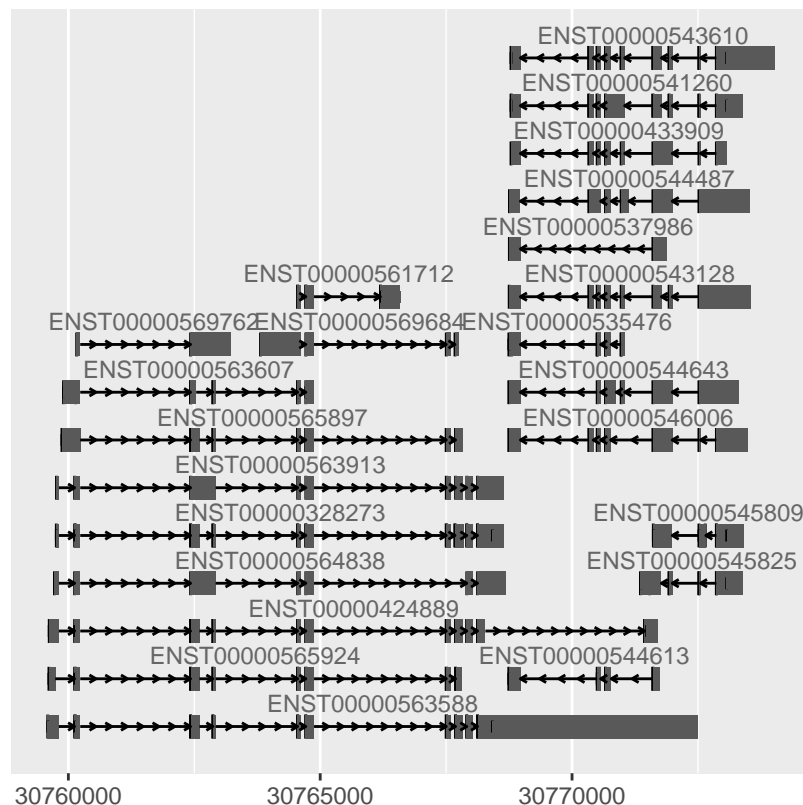 ENST00000543610
ENST00000541260
ENST00000433909
ENST00000544487
ENST00000537986
ENST00000561712
ENST00000543128
ENST00000569762
ENST00000569684
ENST00000535476
ENST00000563607
ENST00000544643
ENST00000565897
ENST00000546006
ENST00000563913
ENST00000328273
ENST00000545809
ENST00000564838
ENST00000545825
ENST00000424889
ENST00000565924
ENST00000544613
ENST00000563588
30760000
30765000
30770000